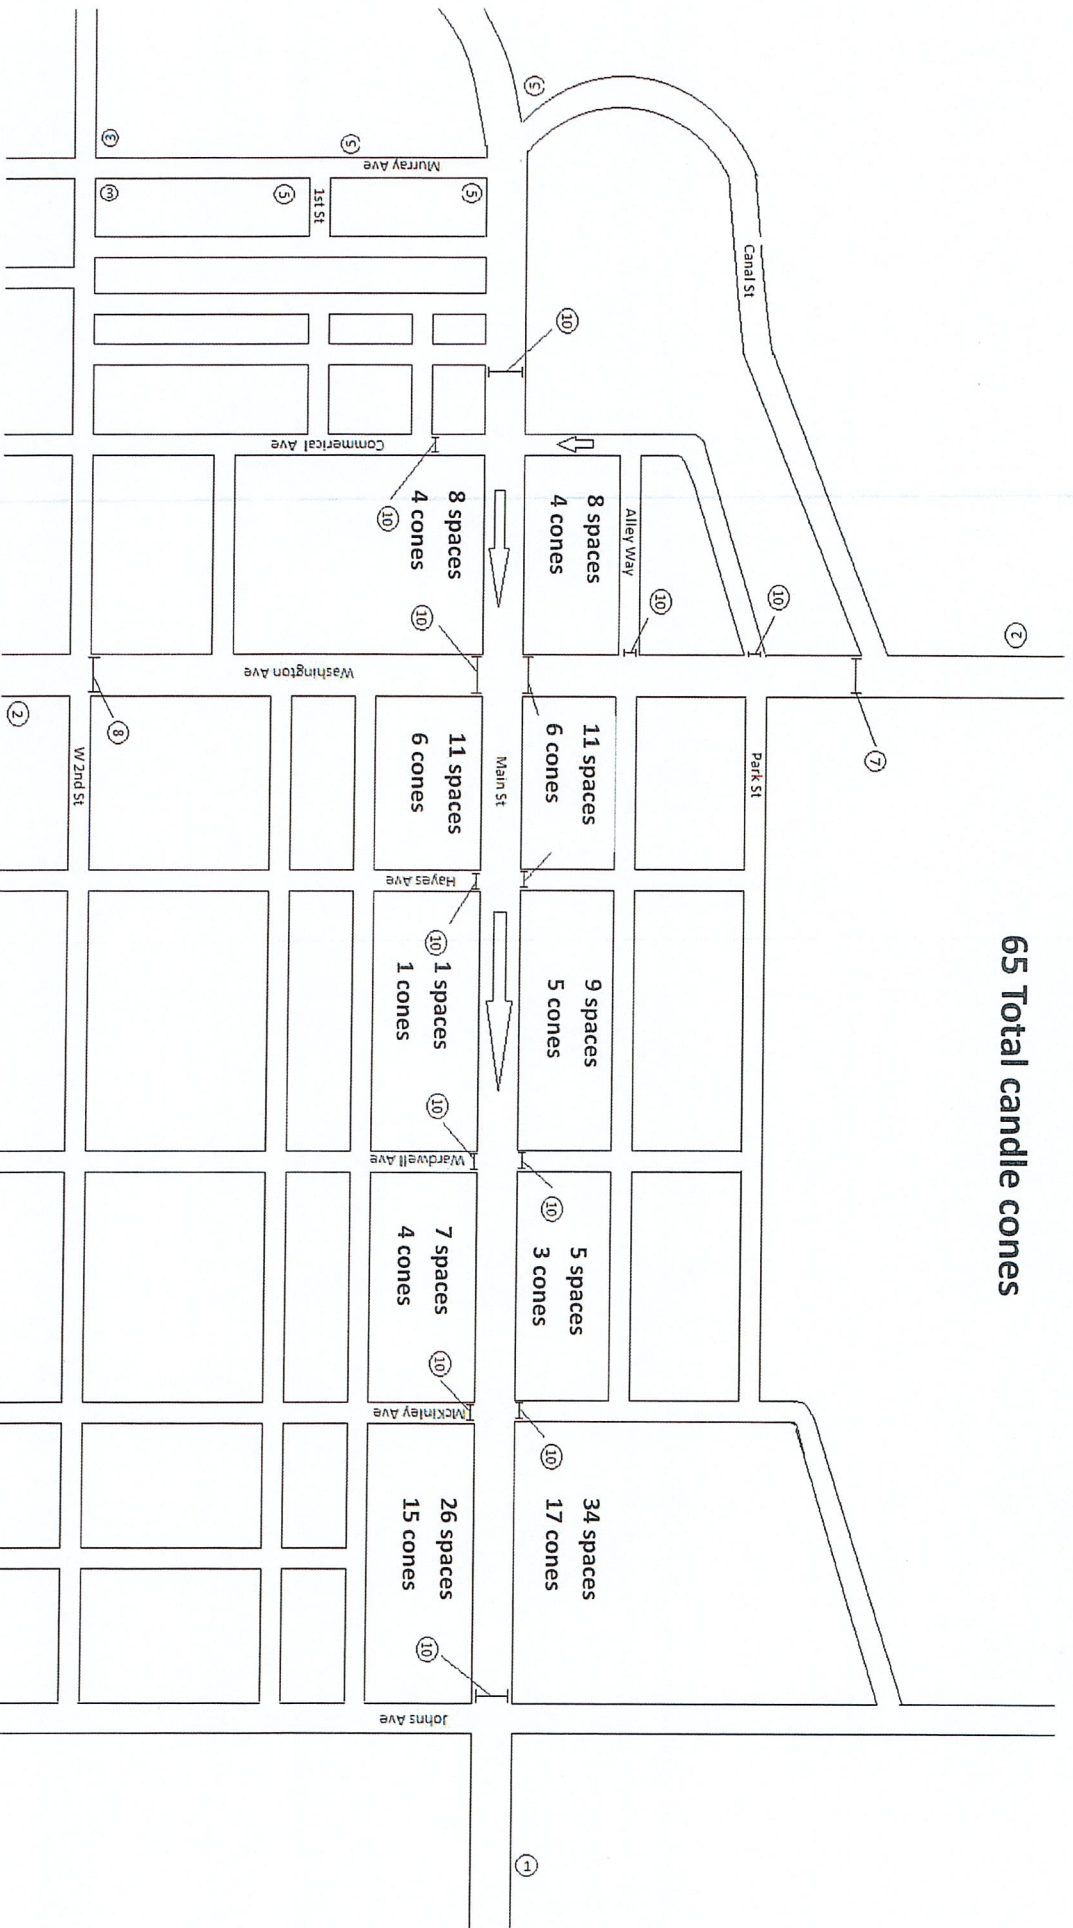 2
65 Total candle cones
7
10
Canal St
Park St
10
Alley Way
8 spaces
4 cones
11 spaces
6 cones
9 spaces
5 cones
5 spaces
3 cones
34 spaces
17 cones
5
10
10
10
1
Main St
5
8 spaces
4 cones
11 spaces
6 cones
1 spaces
1 cones
7 spaces
4 cones
26 spaces
15 cones
10
10
10
10
10
10
Murray Ave
Commerical Ave
Washington Ave
Hayes Ave
Wardwell Ave
McKinley Ave
Johns Ave
5
1st St
5
3
3
8
W 2nd St
2